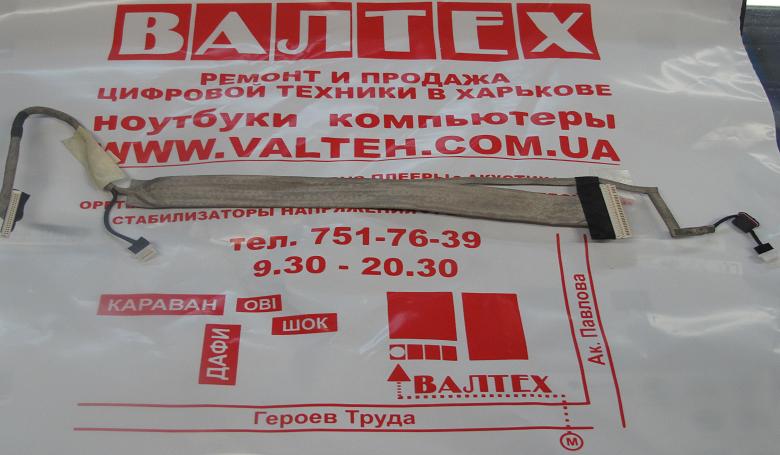 ВАЛТЕХ
РЕМОНТ И ПРОДАЖА
ЦИФРОВОЙ ТЕХНИКИ В ХАРЬКОВЕ
ноутбуки компьютеры
WWW.VALTEH.COM.UA
ПЛЕЕРЫ
СТАБИЛИЗАТОРЫ НАПРЯЖЕНИЯ
тел. 751-76-39
9.30 - 20.30
КАРАВАН
ОВІ
ШОК
ДАФИ
ВАЛТЕХ
Ак. Павлова
Героев Труда
М